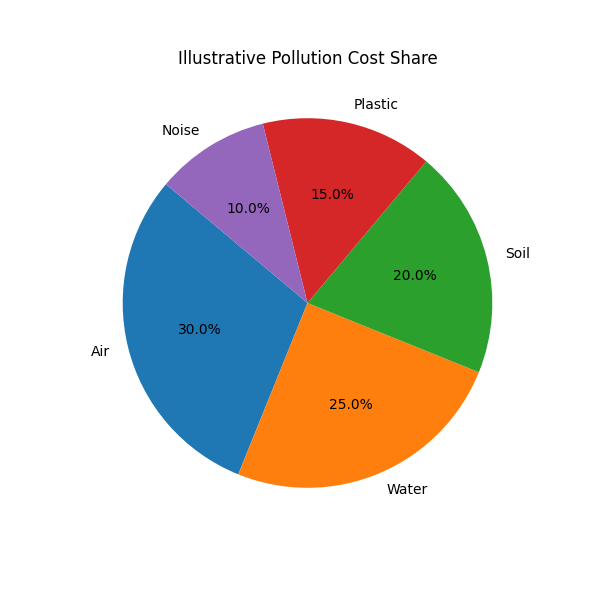 Illustrative Pollution Cost Share
Plastic
Noise
15.0%
10.0%
Soil
20.0%
30.0%
Air
25.0%
Water